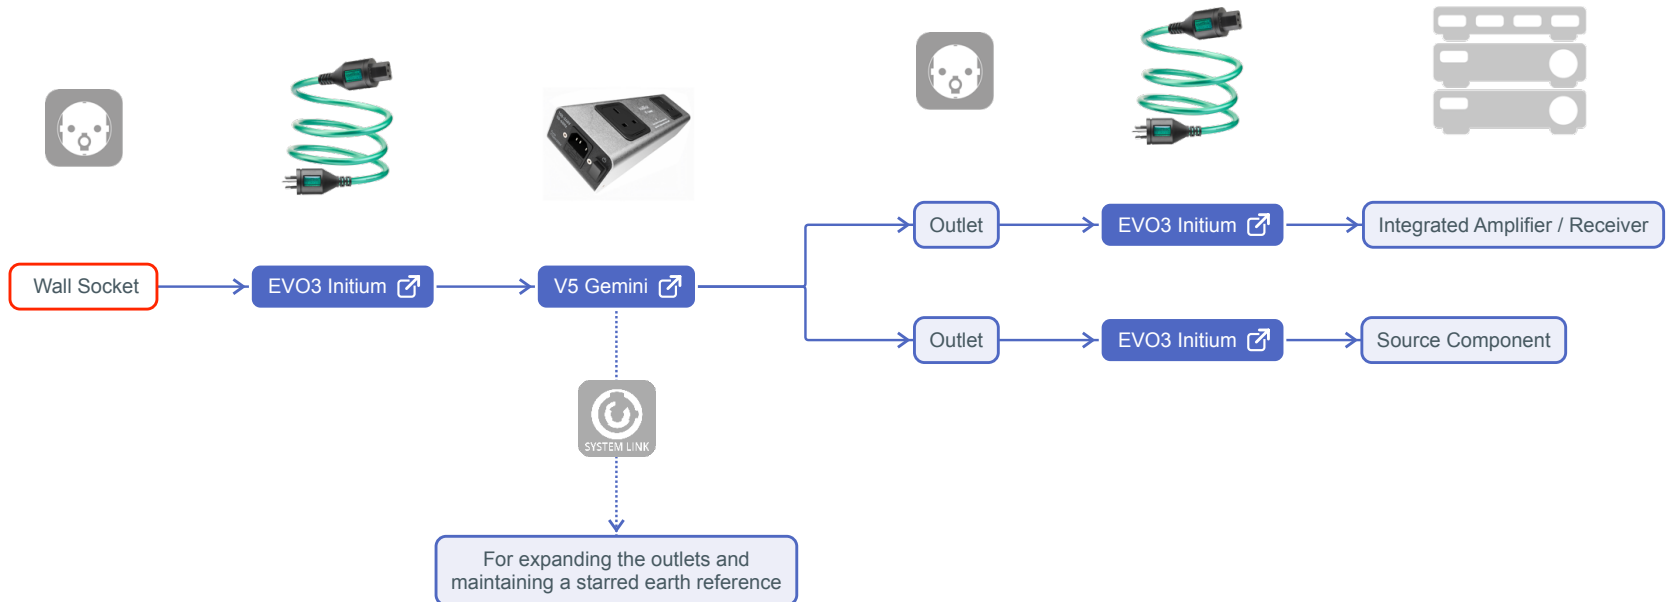 Outlet
EVO3 Initium
Integrated Amplifier / Receiver
Wall Socket
EVO3 Initium
V5 Gemini
Outlet
EVO3 Initium
Source Component
SYSTEM LINK
For expanding the outlets and
maintaining a starred earth reference